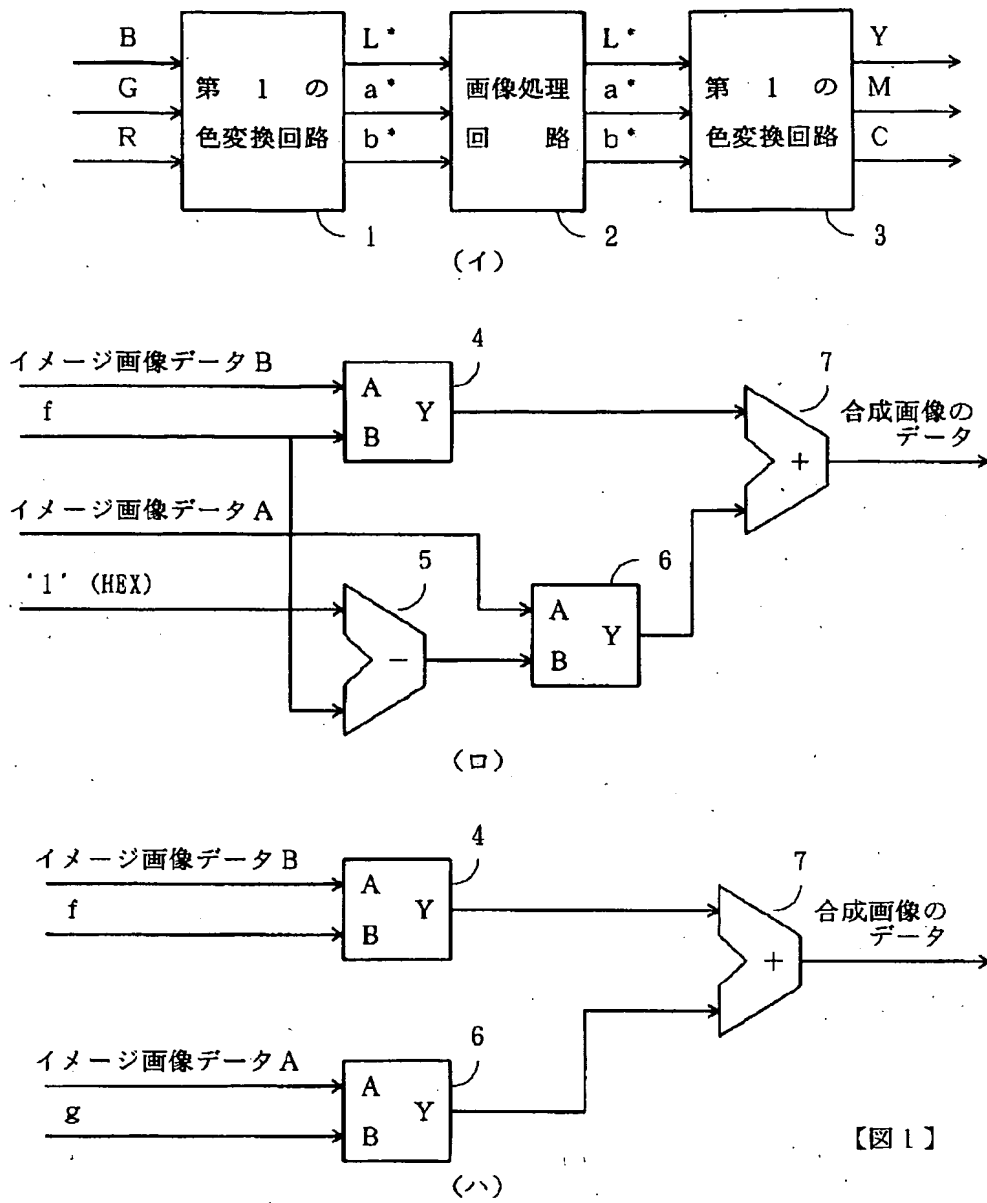 B L* L* Y
G 第1の 画像処理 第1の
a* a* M
R 色変換回路 回路 色変換回路
b* b* C
1 2 3
(イ)
イメージ画像データB
4
7
A
f
Y
B
合成画像の
データ
+
イメージ画像データA
5
6
'1' (HEX)
A
Y
B
-
(ロ)
イメージ画像データB
4
7
A
f
Y
B
合成画像の
データ
+
イメージ画像データA
6
A
g
Y
B
【図1】
(ハ)